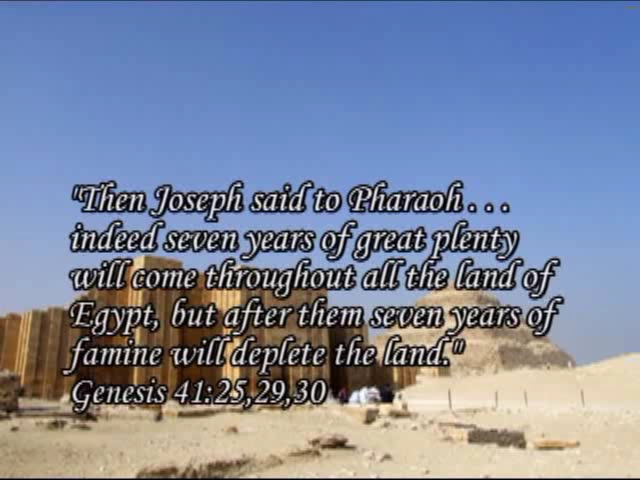 "Then Joseph said to Pharaoh . . .
indeed seven years of great plenty
will come throughout all the land of
Egypt, but after them seven years of
famine will deplete the land."
Genesis 41:25,29,30